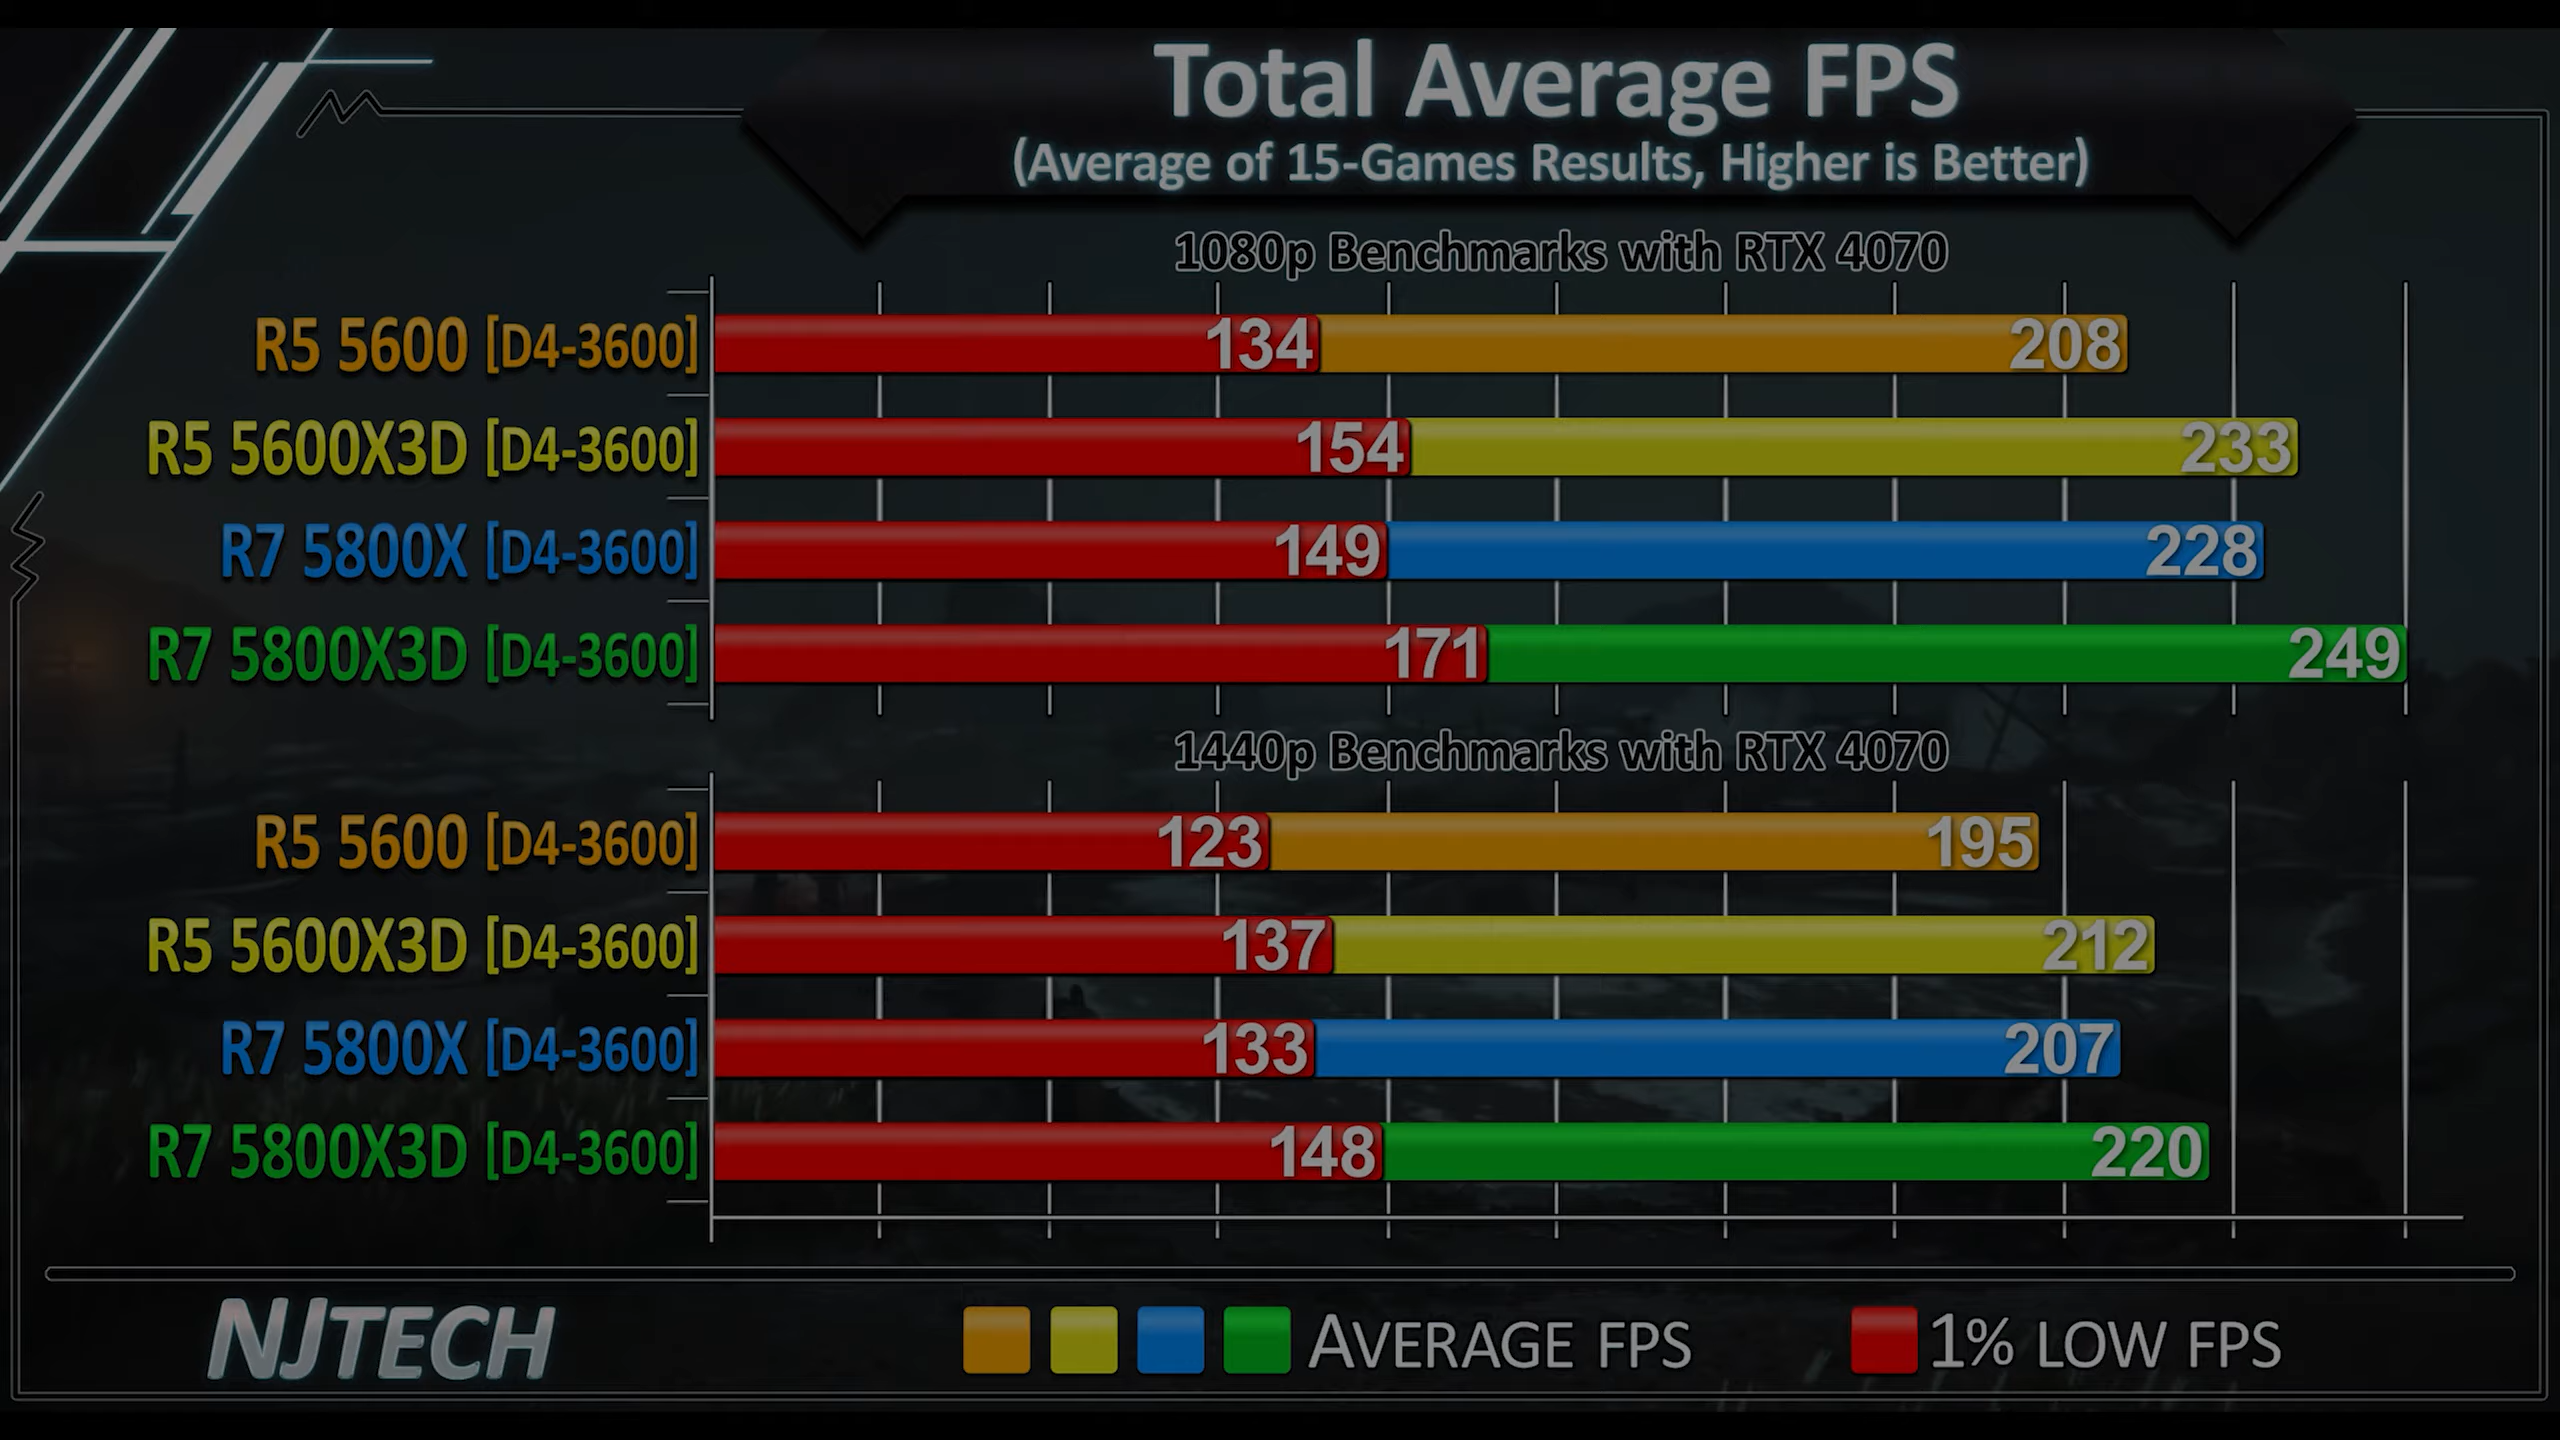 Total Average FPS
(Average of 15-Games Results, Higher is Better)
1080p Benchmarks with RTX 4070
R5 5600 [D4-3600] 134 208
R5 5600X3D [D4-3600] 154 233
R7 5800X [D4-3600] 149 228
R7 5800X3D [D4-3600] 171 249
1440p Benchmarks with RTX 4070
R5 5600 [D4-3600] 123 195
R5 5600X3D [D4-3600] 137 212
R7 5800X [D4-3600] 133 207
R7 5800X3D [D4-3600] 148 220
NJTECH AVERAGE FPS 1% LOW FPS